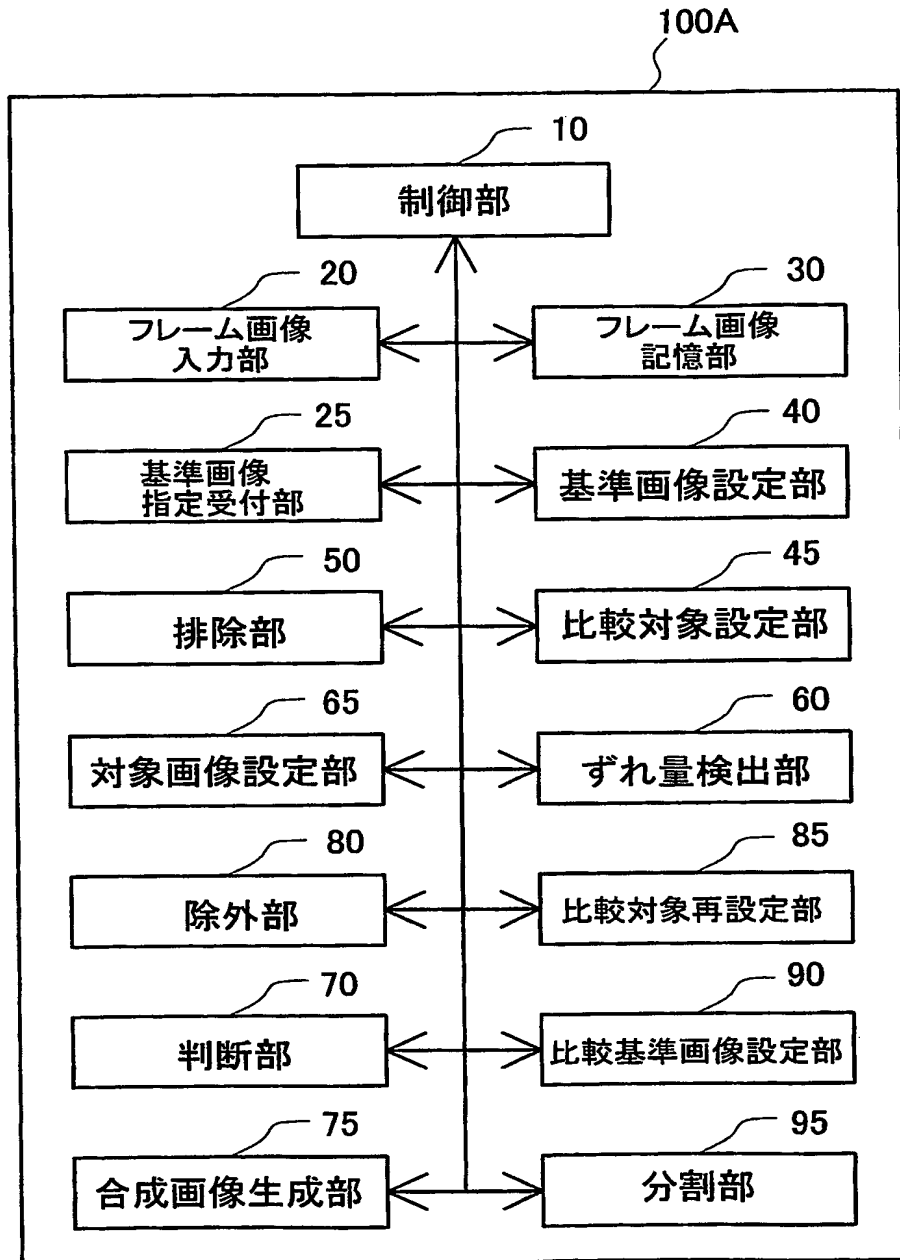 100A
10
制御部
20
フレーム画像
入力部
30
フレーム画像
記憶部
25
基準画像
指定受付部
40
基準画像設定部
50
排除部
45
比較対象設定部
65
対象画像設定部
60
ずれ量検出部
80
除外部
85
比較対象再設定部
70
判断部
90
比較基準画像設定部
75
合成画像生成部
95
分割部